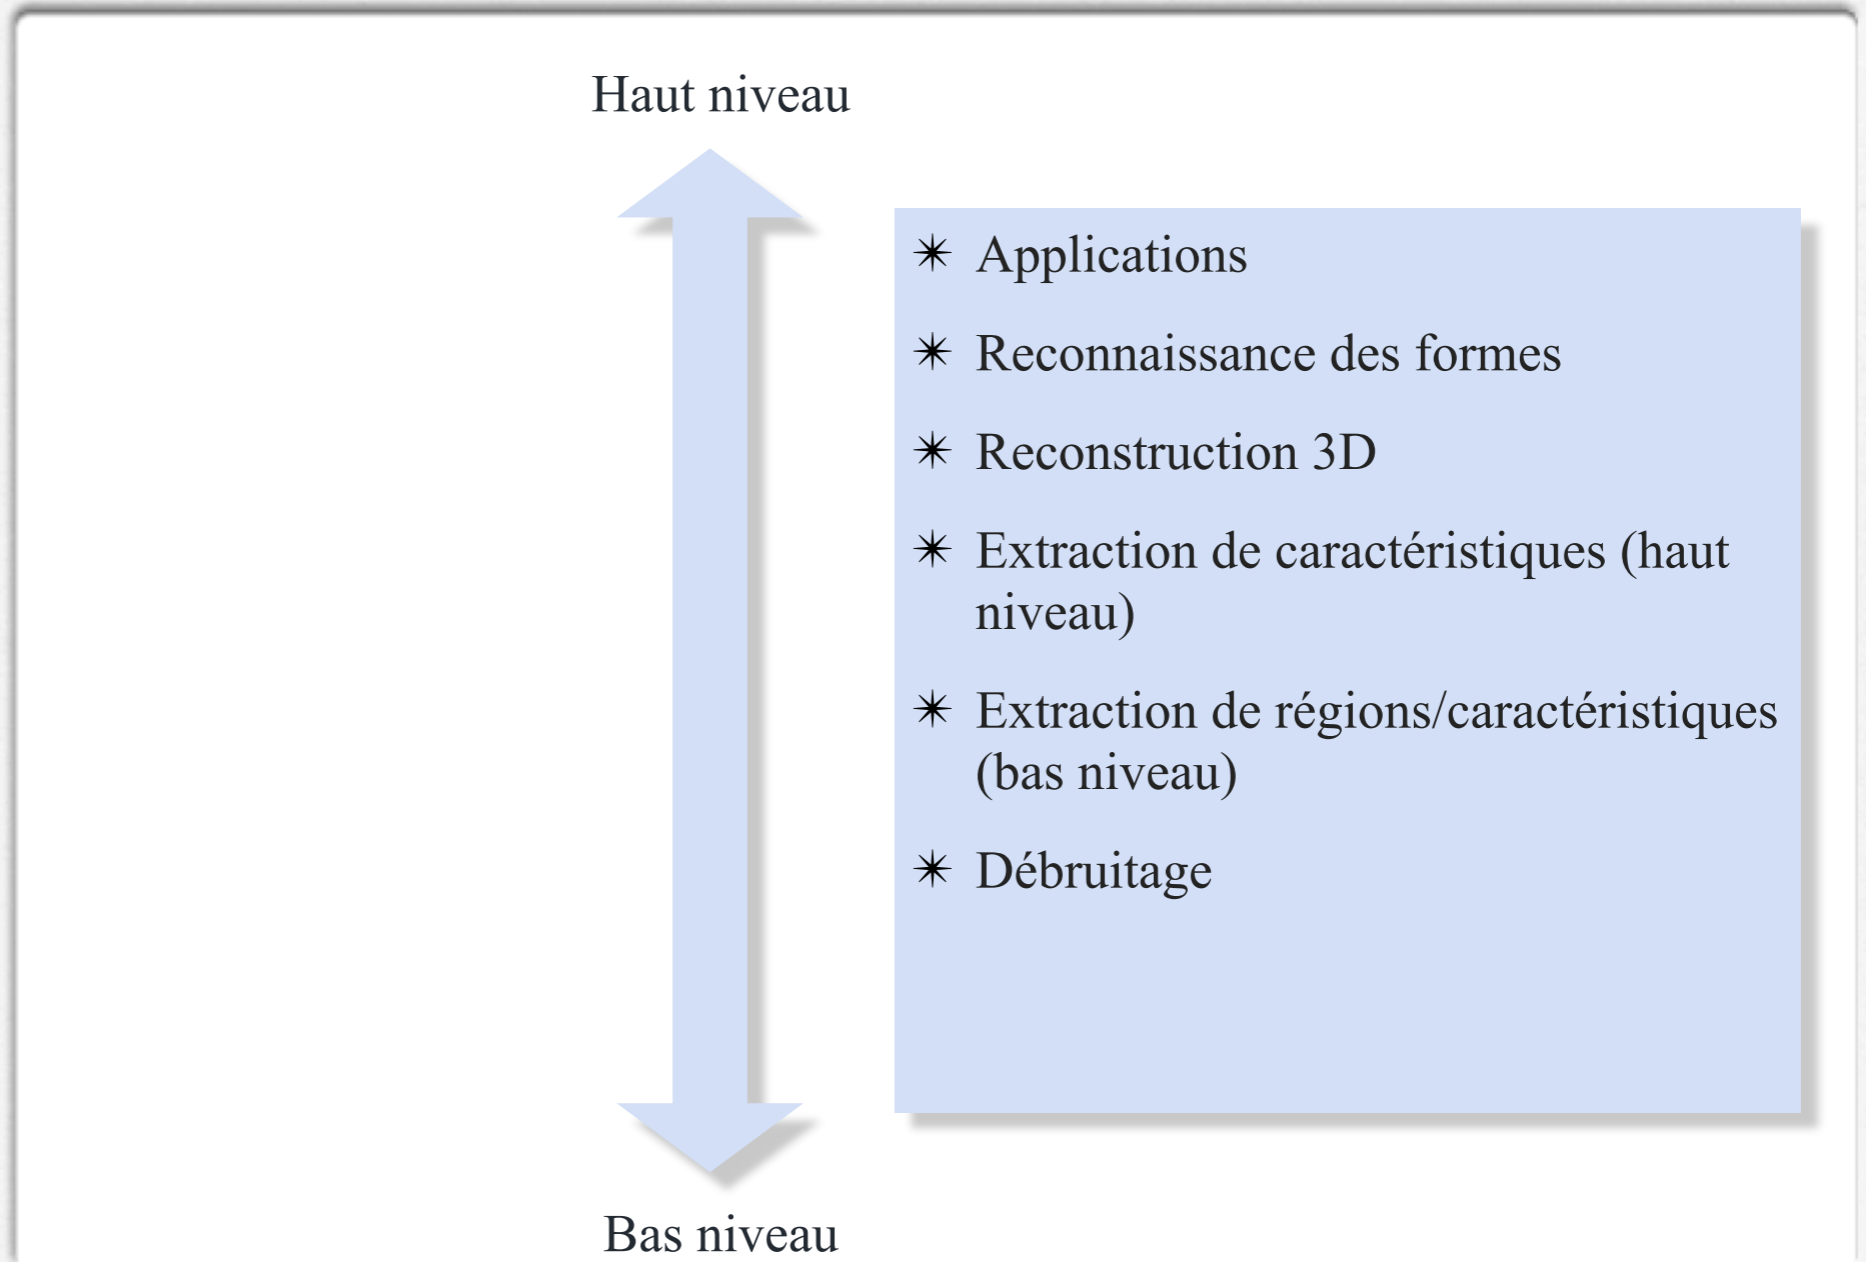 Haut niveau
✴ Applications
✴ Reconnaissance des formes
✴ Reconstruction 3D
✴ Extraction de caractéristiques (haut
niveau)
✴ Extraction de régions/caractéristiques
(bas niveau)
✴ Débruitage
Bas niveau